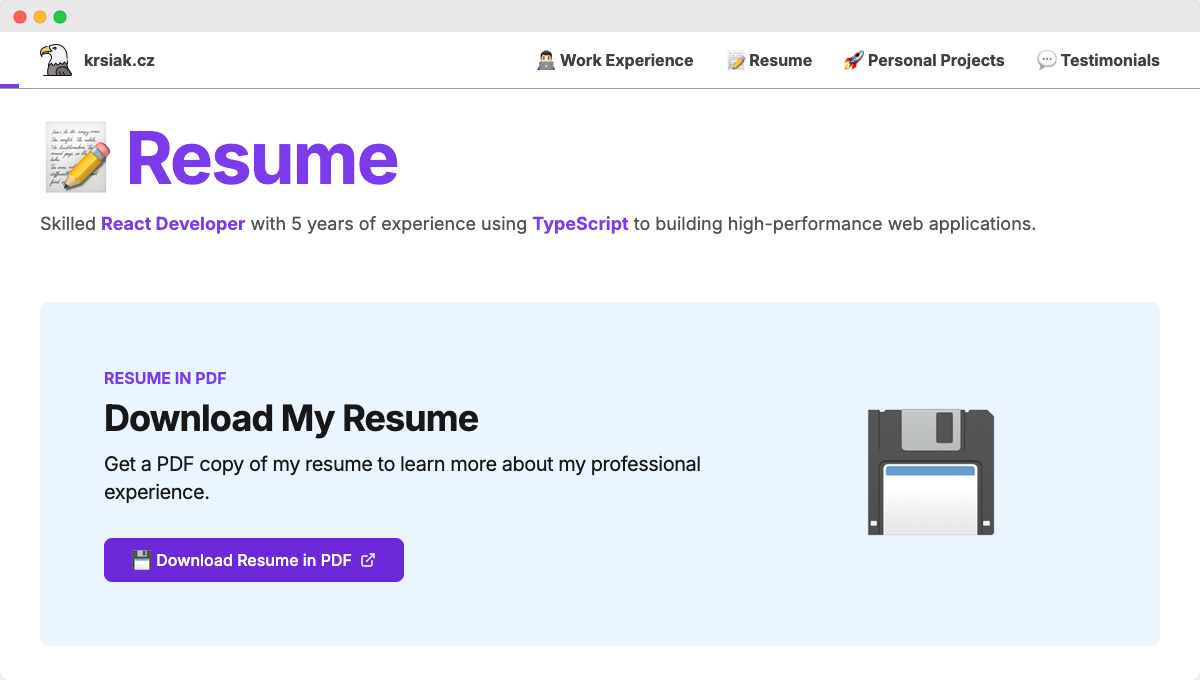 krsiak.cz
Work Experience
Resume
Personal Projects
Testimonials
Resume
Skilled React Developer with 5 years of experience using TypeScript to building high-performance web applications.
RESUME IN PDF
Download My Resume
Get a PDF copy of my resume to learn more about my professional
experience.
Download Resume in PDF